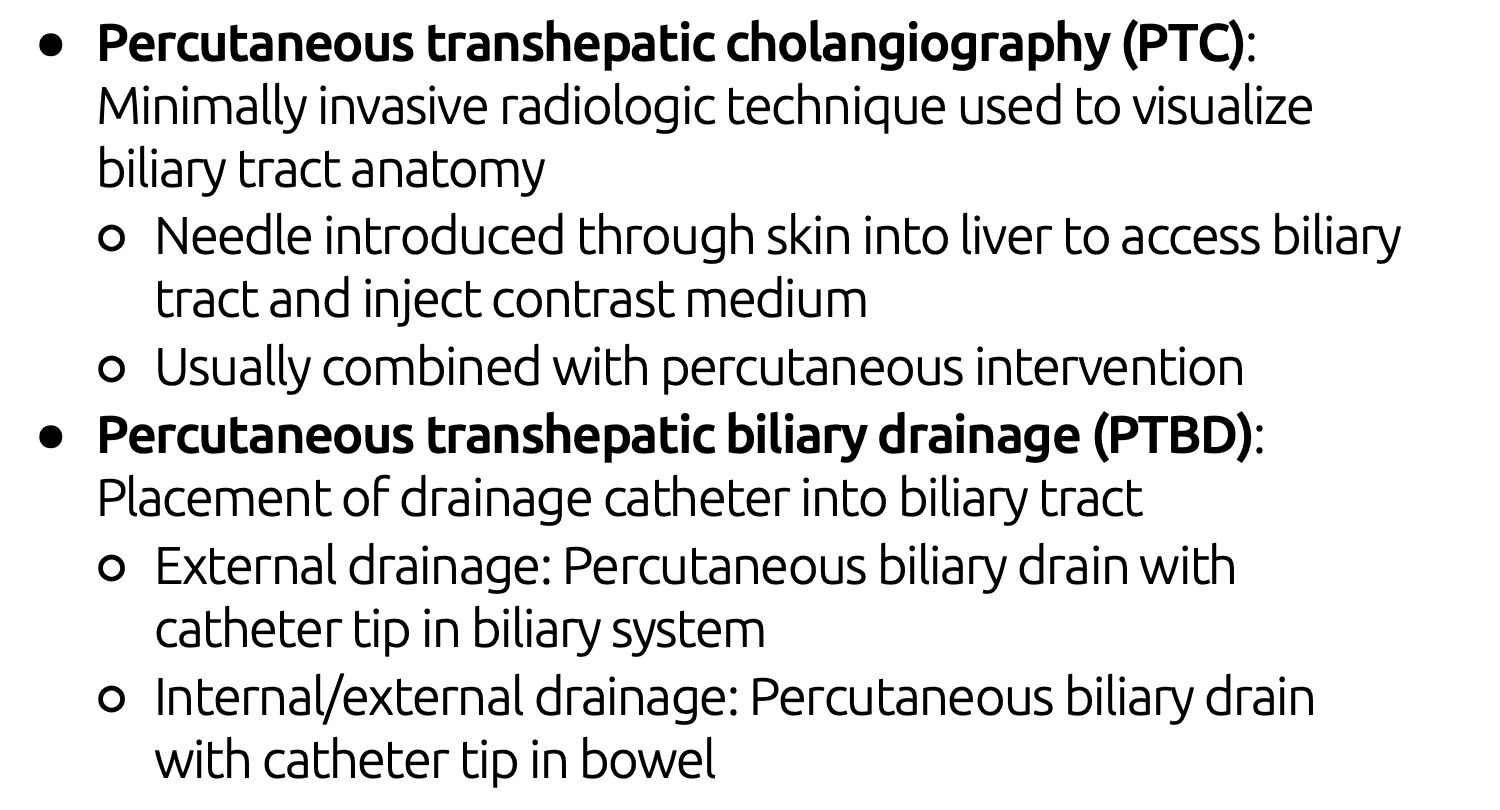 ● Percutaneous transhepatic cholangiography (PTC):
Minimally invasive radiologic technique used to visualize
biliary tract anatomy
○ Needle introduced through skin into liver to access biliary
tract and inject contrast medium
○ Usually combined with percutaneous intervention
● Percutaneous transhepatic biliary drainage (PTBD):
Placement of drainage catheter into biliary tract
○ External drainage: Percutaneous biliary drain with
catheter tip in biliary system
○ Internal/external drainage: Percutaneous biliary drain
with catheter tip in bowel